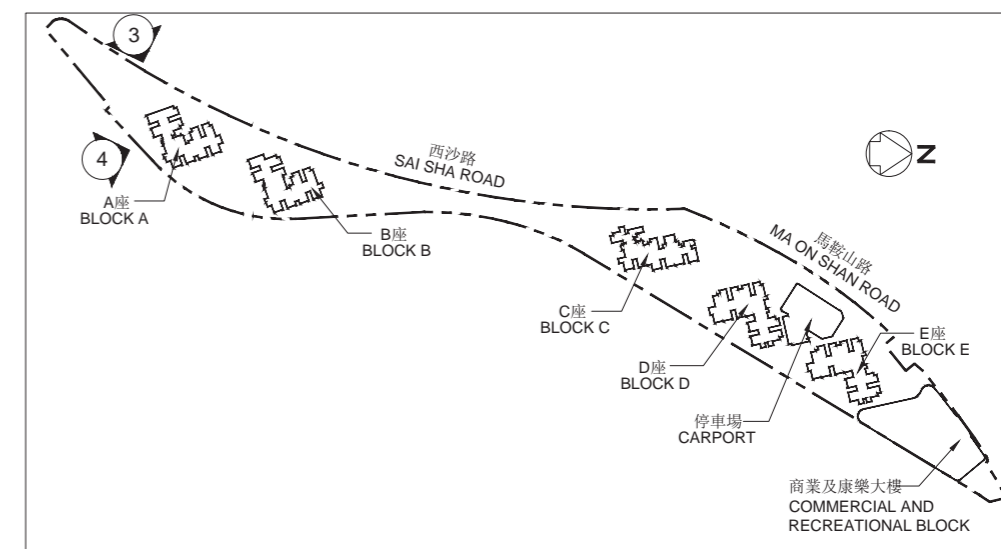 3
4
西沙路
SAI SHA ROAD
N
A座
BLOCK A
B座
BLOCK B
馬鞍山路
MA ON SHAN ROAD
C座
BLOCK C
E座
BLOCK E
D座
BLOCK D
停車場
CARPORT
商業及康樂大樓
COMMERCIAL AND
RECREATIONAL BLOCK